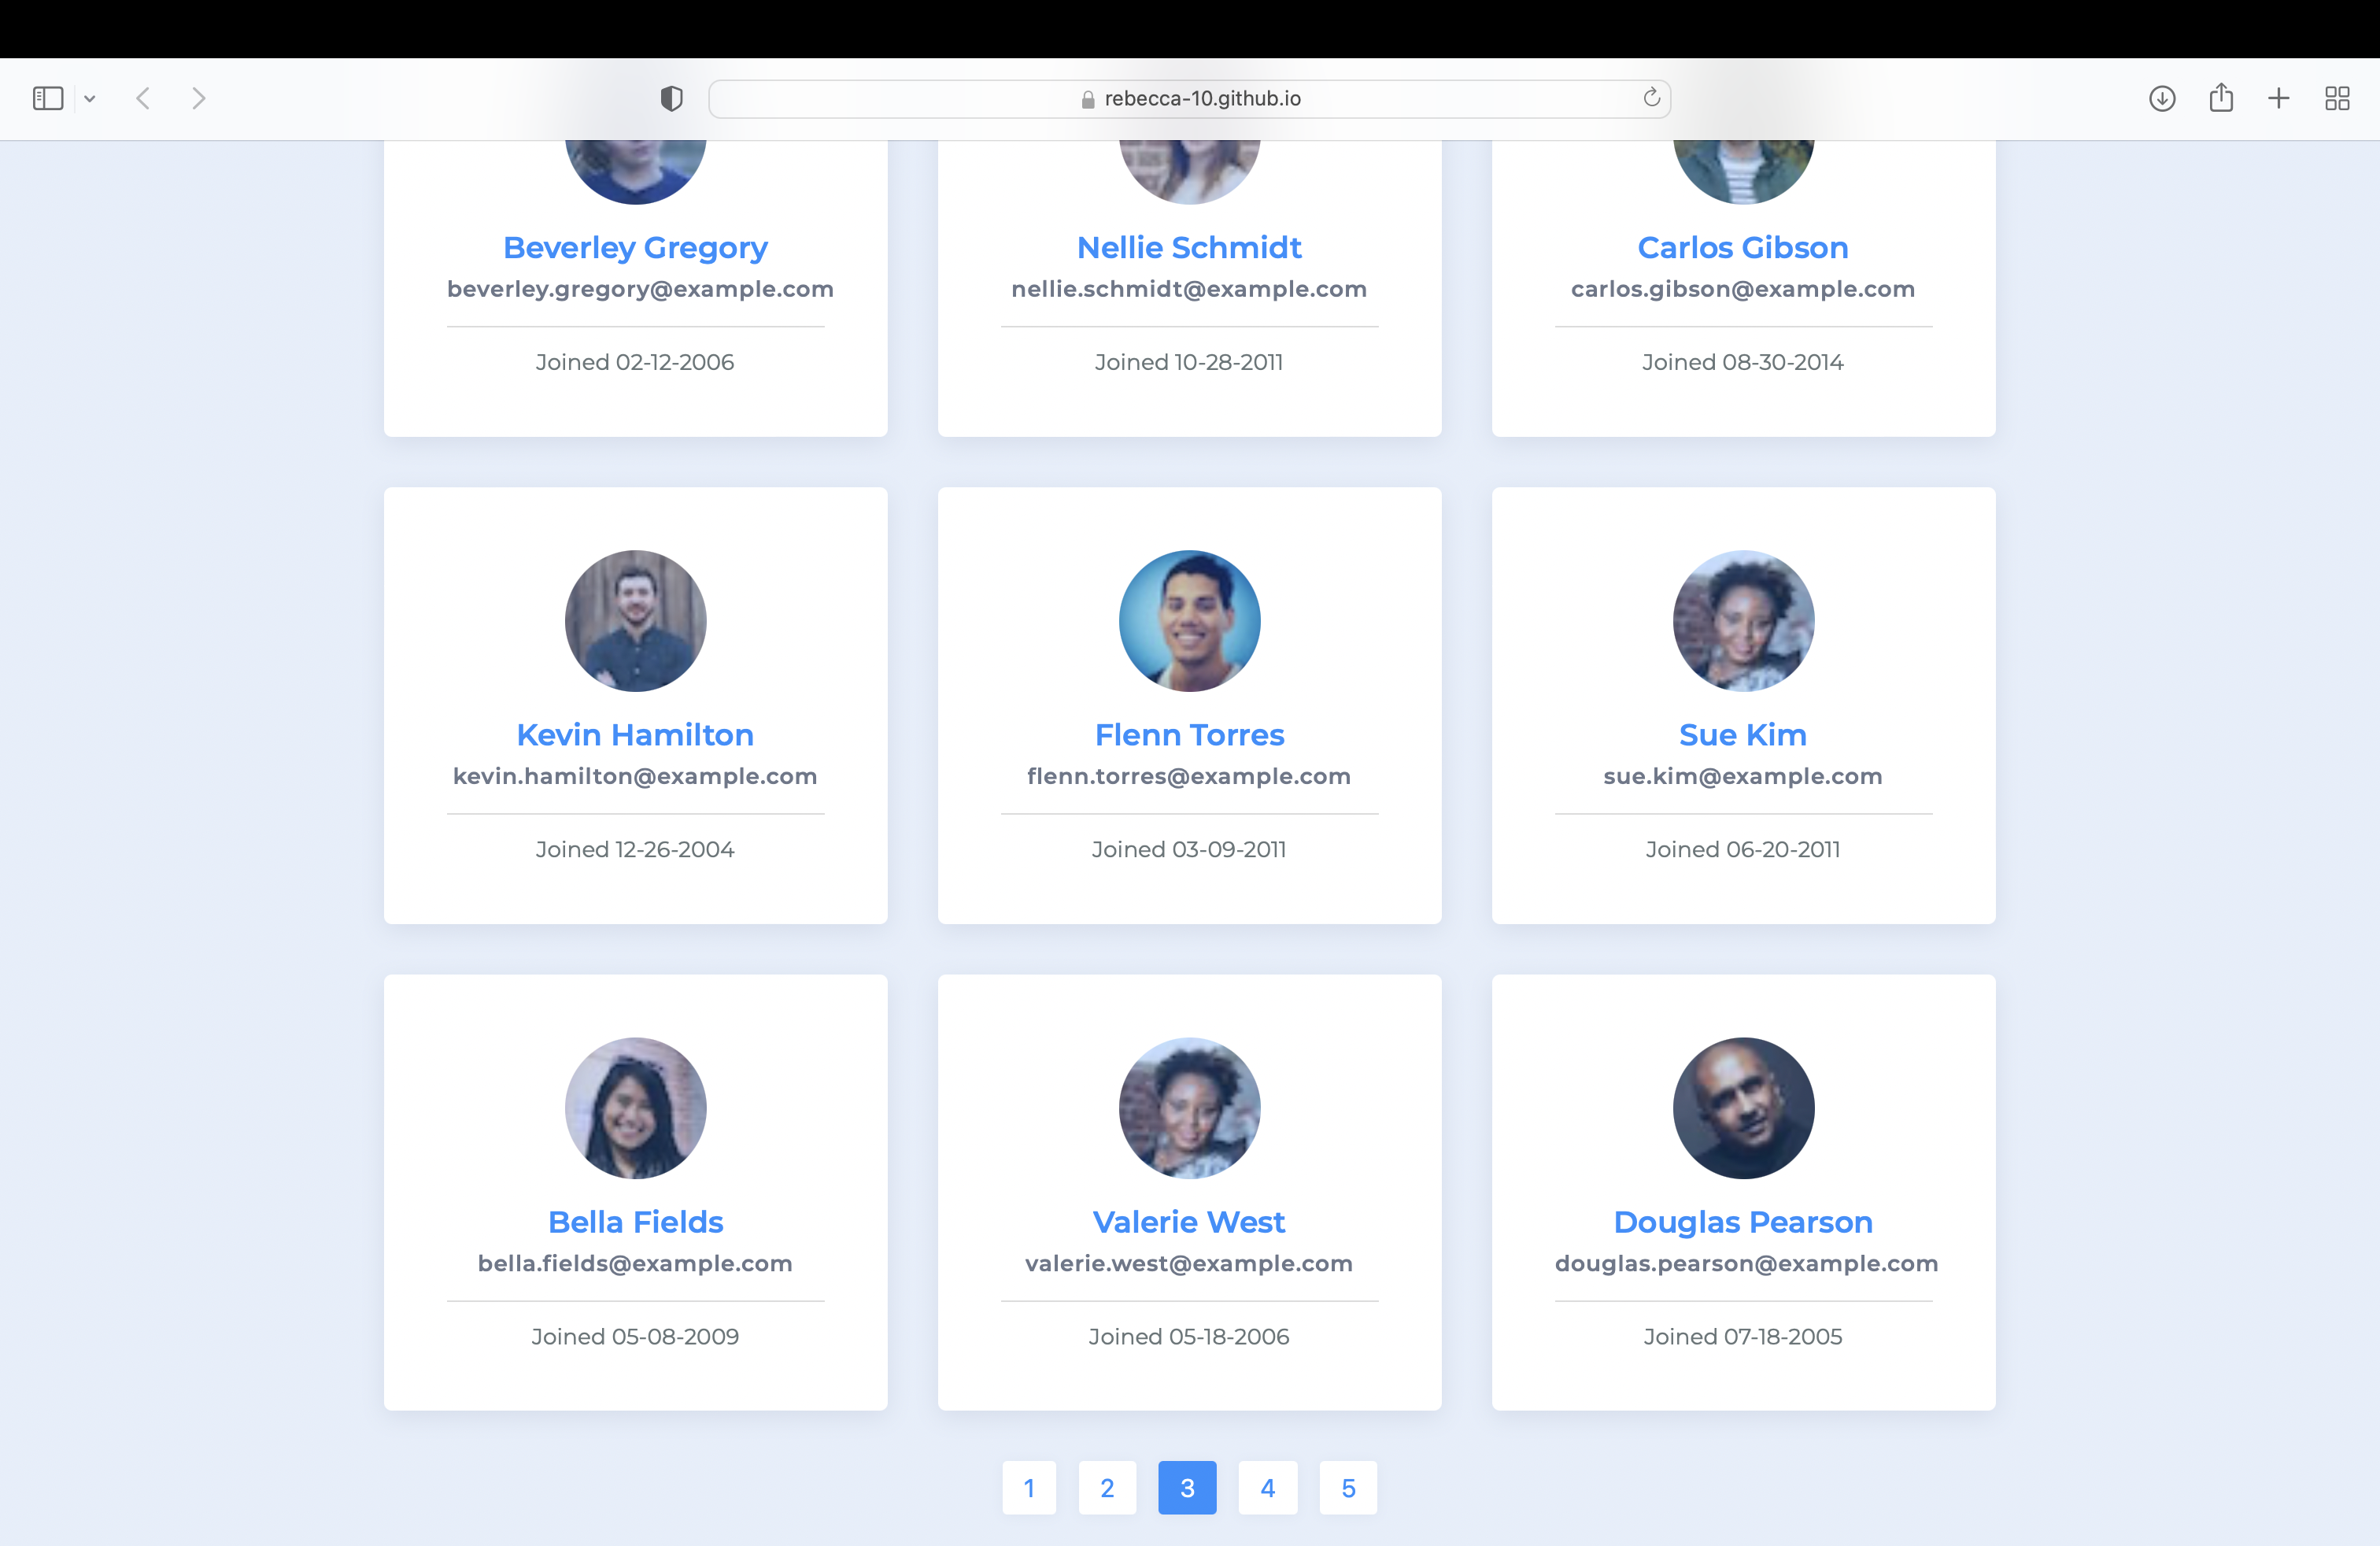 rebecca-10.github.io
Beverley Gregory
beverley.gregory@example.com
Joined 02-12-2006
Nellie Schmidt
nellie.schmidt@example.com
Joined 10-28-2011
Carlos Gibson
carlos.gibson@example.com
Joined 08-30-2014
Kevin Hamilton
kevin.hamilton@example.com
Joined 12-26-2004
Flenn Torres
flenn.torres@example.com
Joined 03-09-2011
Sue Kim
sue.kim@example.com
Joined 06-20-2011
Bella Fields
bella.fields@example.com
Joined 05-08-2009
Valerie West
valerie.west@example.com
Joined 05-18-2006
Douglas Pearson
douglas.pearson@example.com
Joined 07-18-2005
1 2 3 4 5